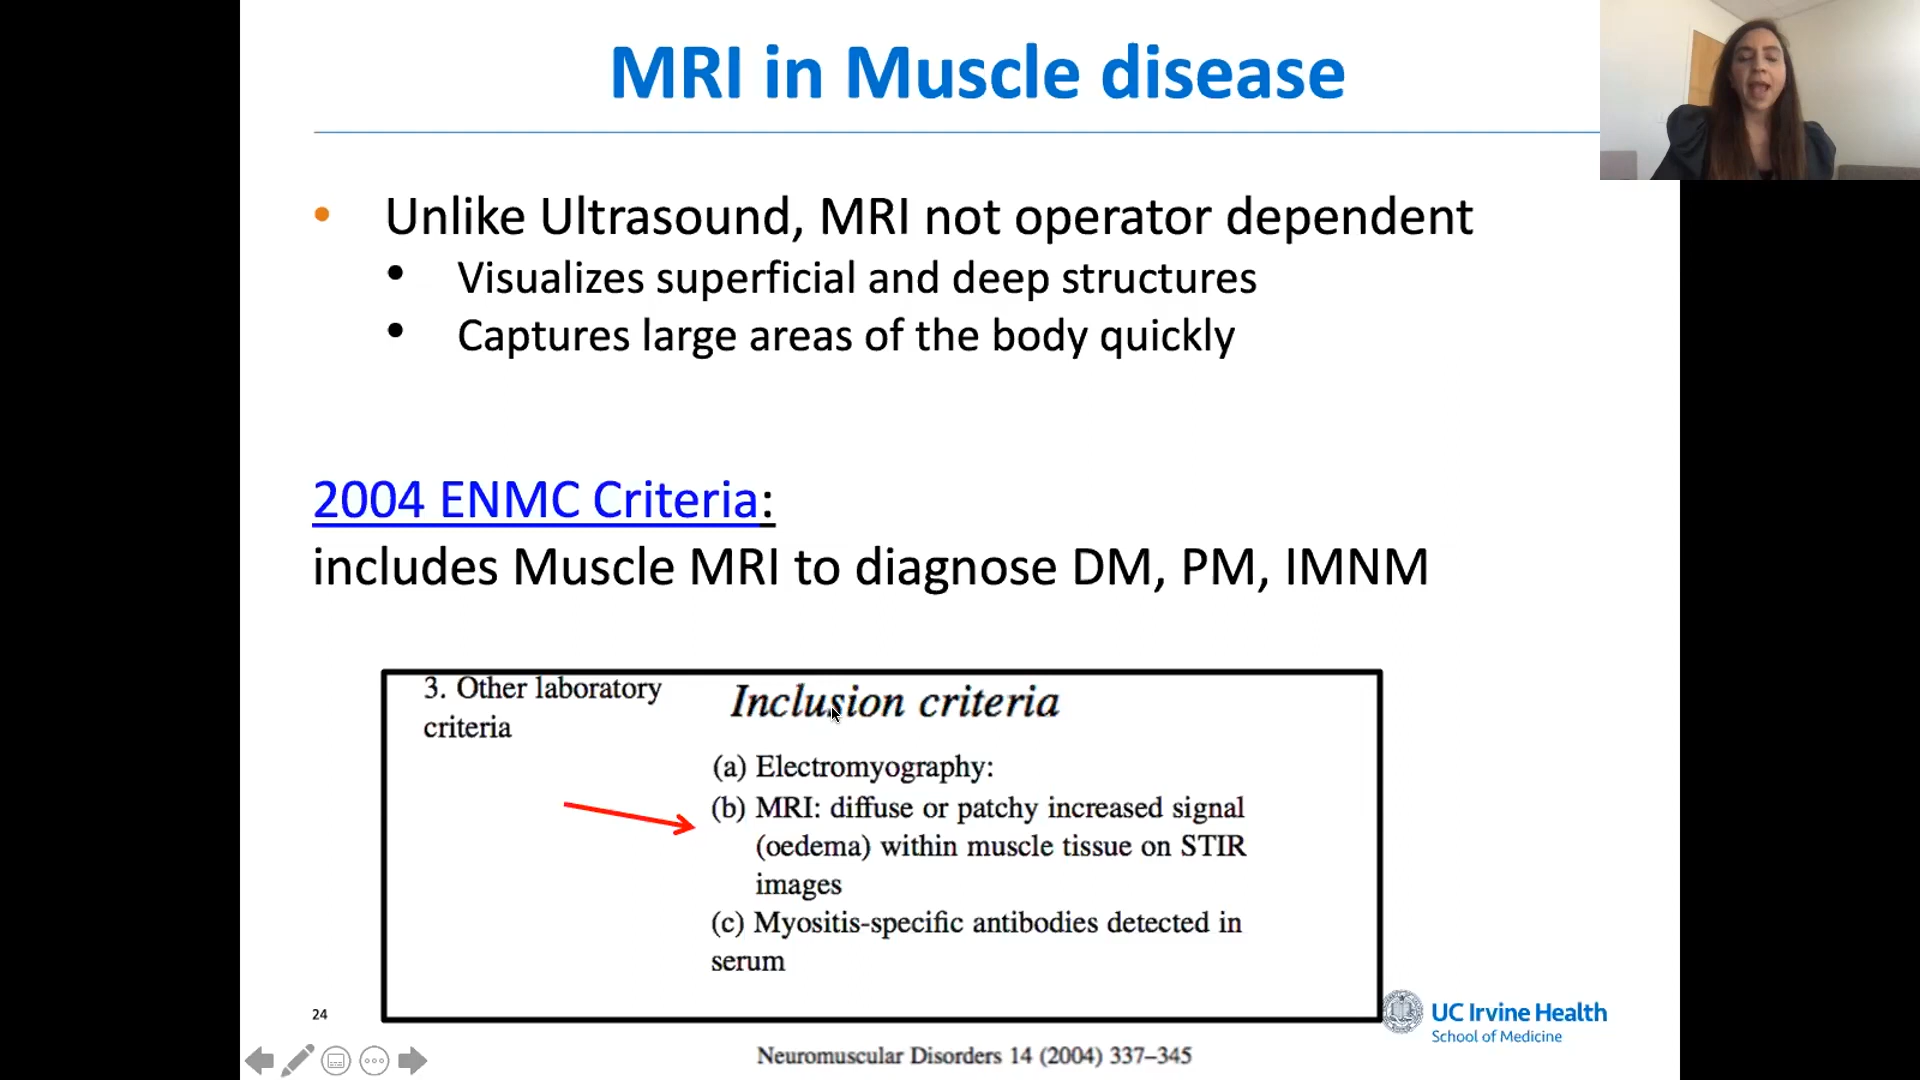 MRI in Muscle disease
• Unlike Ultrasound, MRI not operator dependent
• Visualizes superficial and deep structures
• Captures large areas of the body quickly
2004 ENMC Criteria:
includes Muscle MRI to diagnose DM, PM, IMNM
3. Other laboratory
criteria
Inclusion criteria
(a) Electromyography:
(b) MRI: diffuse or patchy increased signal
(oedema) within muscle tissue on STIR
images
(c) Myositis-specific antibodies detected in
serum
24
UC Irvine Health
School of Medicine
Neuromuscular Disorders 14 (2004) 337–345